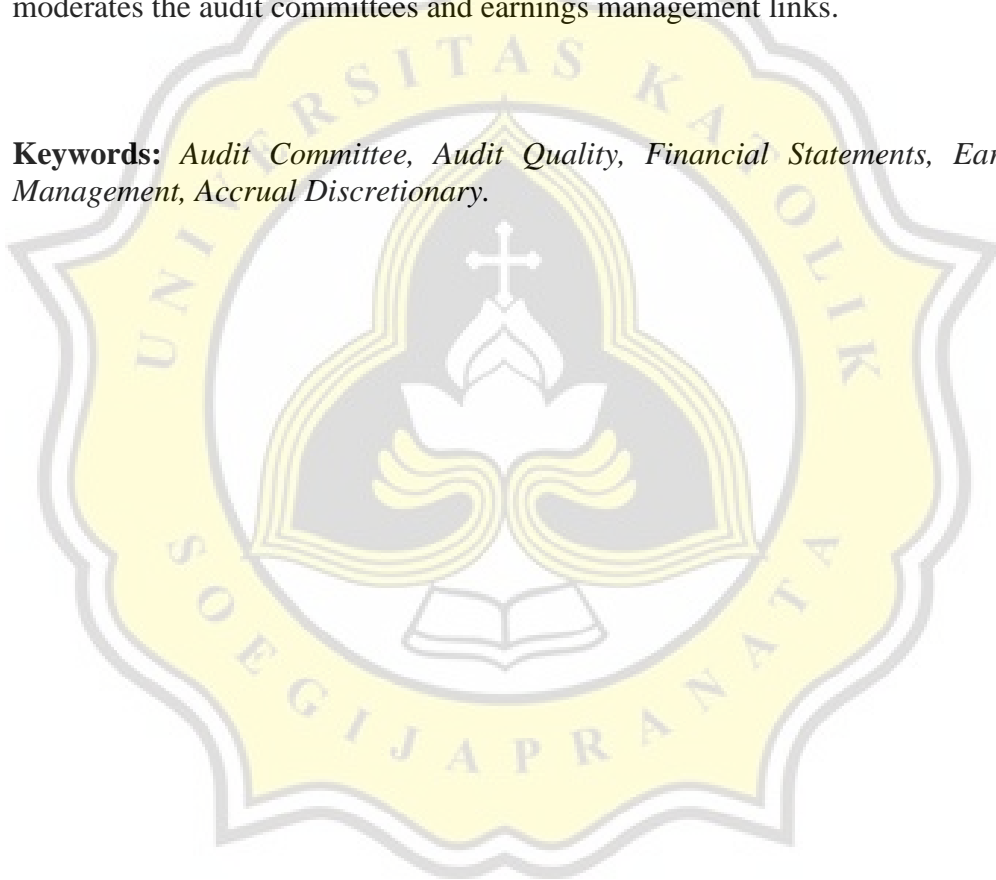 moderates the audit committees and earnings management links.
Keywords: Audit Committee, Audit Quality, Financial Statements, Ear
Management, Accrual Discretionary.
UNIVERSITAS KATOLIK
SOEGIJAPRANATA